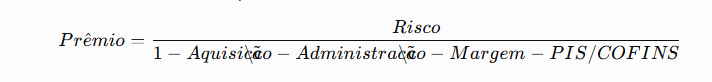 Prêmio = Risco / (1 − Aquisição − Administração − Margem − PIS/COFINS)